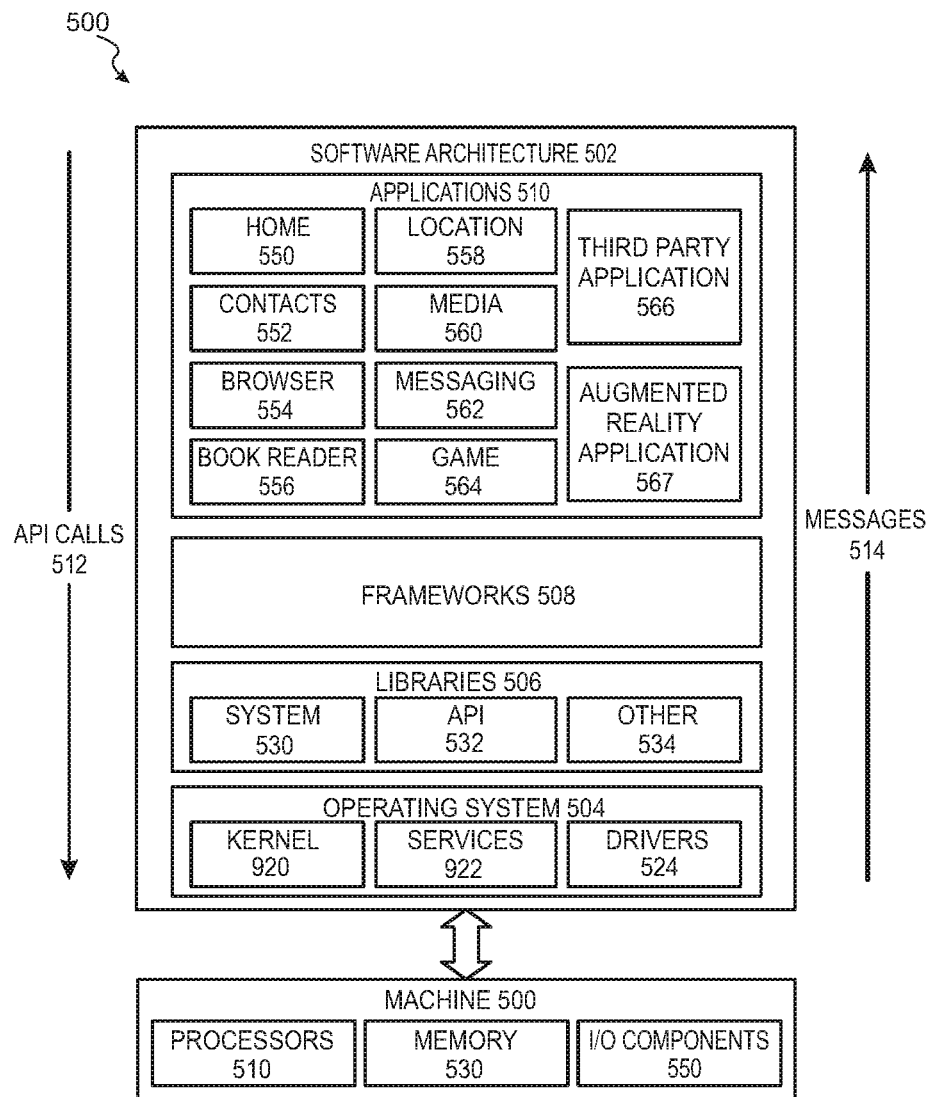 500
SOFTWARE ARCHITECTURE 502
APPLICATIONS 510
HOME
550
LOCATION
558
THIRD PARTY
APPLICATION
566
CONTACTS
552
MEDIA
560
BROWSER
554
MESSAGING
562
AUGMENTED
REALITY
APPLICATION
567
BOOK READER
556
GAME
564
API CALLS
512
MESSAGES
514
FRAMEWORKS 508
LIBRARIES 506
SYSTEM
530
API
532
OTHER
534
OPERATING SYSTEM 504
KERNEL
920
SERVICES
922
DRIVERS
524
MACHINE 500
PROCESSORS
510
MEMORY
530
I/O COMPONENTS
550